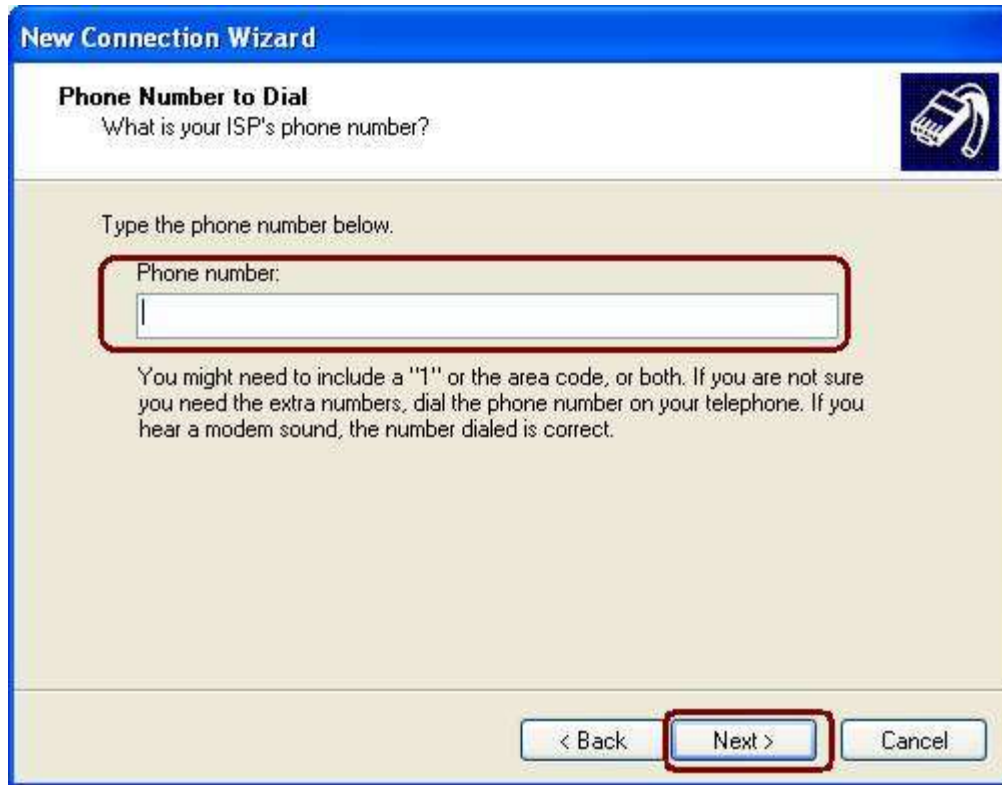 New Connection Wizard
Phone Number to Dial
What is your ISP's phone number?
Type the phone number below.
Phone number:
You might need to include a "1" or the area code, or both. If you are not sure
you need the extra numbers, dial the phone number on your telephone. If you
hear a modem sound, the number dialed is correct.
< Back
Next >
Cancel